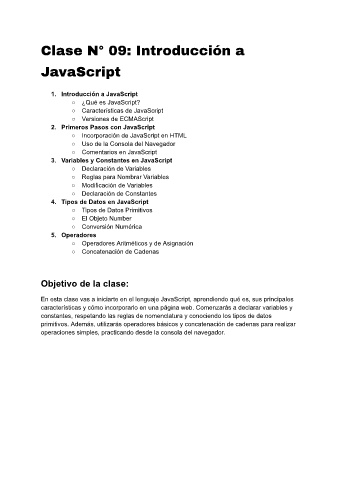 Clase N° 09: Introducción a
JavaScript
1. Introducción a JavaScript
○ ¿Qué es JavaScript?
○ Características de JavaScript
○ Versiones de ECMAScript
2. Primeros Pasos con JavaScript
○ Incorporación de JavaScript en HTML
○ Uso de la Consola del Navegador
○ Comentarios en JavaScript
3. Variables y Constantes en JavaScript
○ Declaración de Variables
○ Reglas para Nombrar Variables
○ Modificación de Variables
○ Declaración de Constantes
4. Tipos de Datos en JavaScript
○ Tipos de Datos Primitivos
○ El Objeto Number
○ Conversión Numérica
5. Operadores
○ Operadores Aritméticos y de Asignación
○ Concatenación de Cadenas
Objetivo de la clase:
En esta clase vas a iniciarte en el lenguaje JavaScript, aprendiendo qué es, sus principales
características y cómo incorporarlo en una página web. Comenzarás a declarar variables y
constantes, respetando las reglas de nomenclatura y conociendo los tipos de datos
primitivos. Además, utilizarás operadores básicos y concatenación de cadenas para realizar
operaciones simples, practicando desde la consola del navegador.